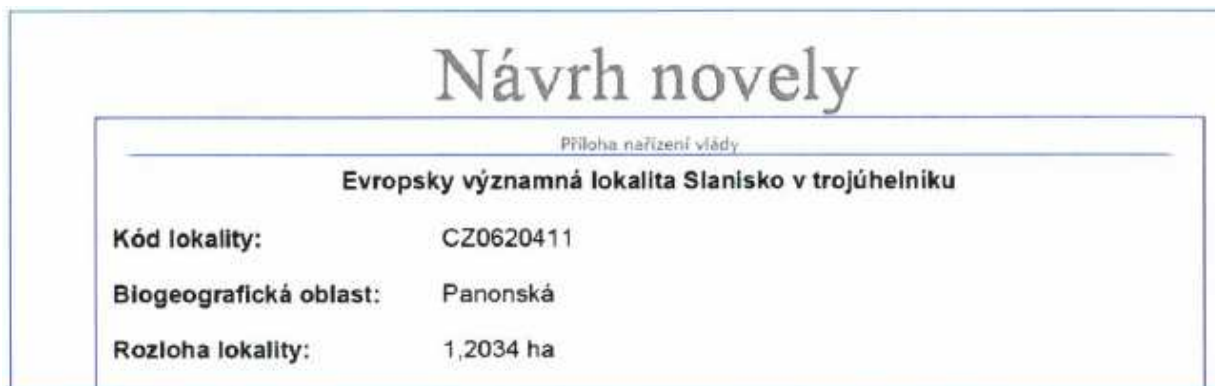 Návrh novely
Příloha nařízení vlády
Evropsky významná lokalita Slanisko v trojúhelníku
Kód lokality: CZ0620411
Biogeografická oblast: Panonská
Rozloha lokality: 1,2034 ha